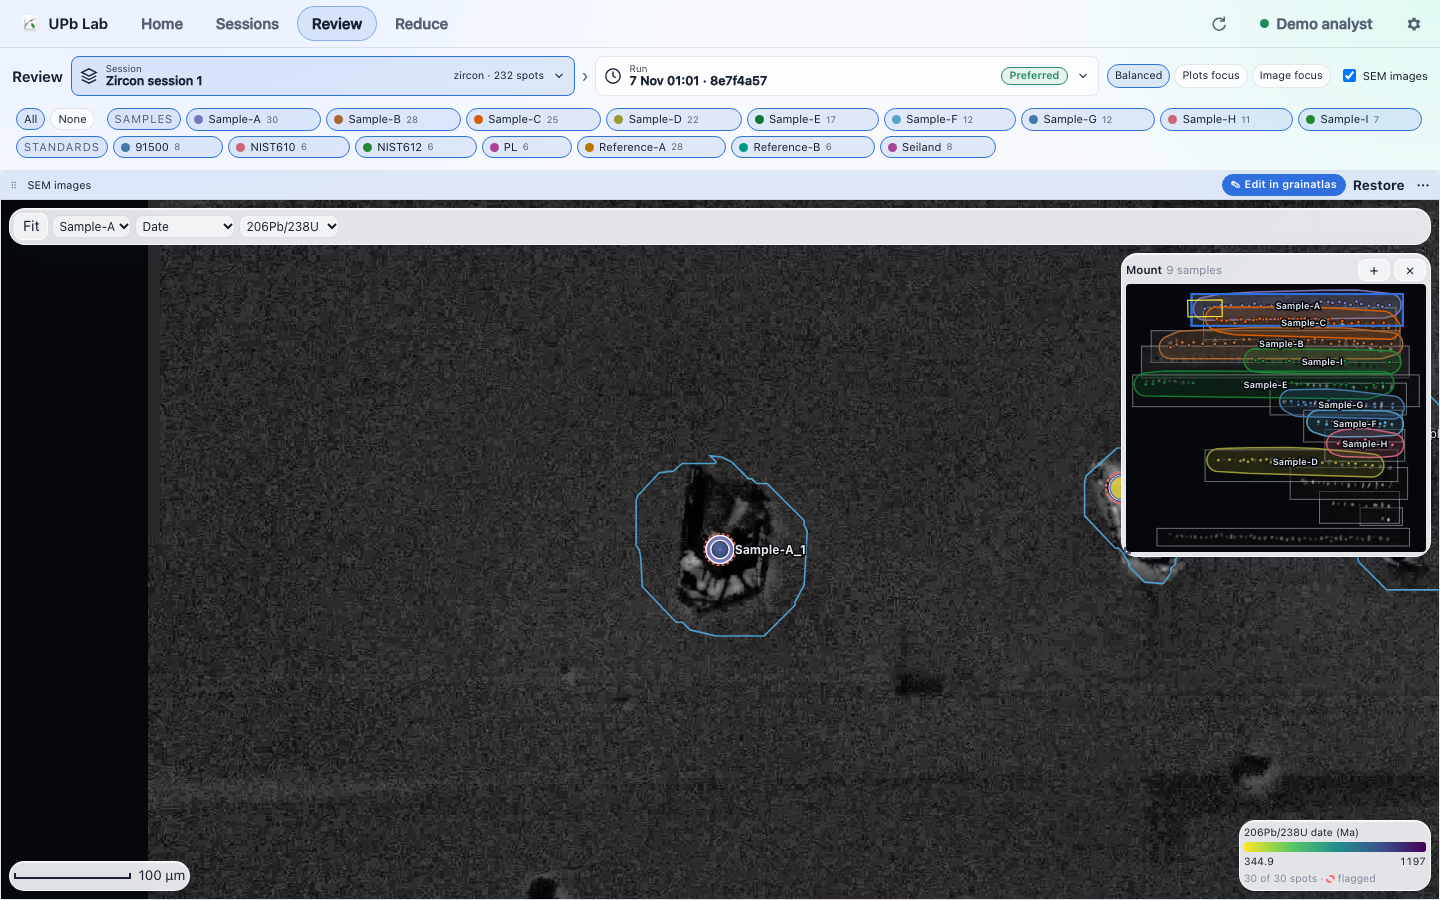 UPb Lab Home Sessions Review Reduce Demo analyst
Review Session Zircon session 1 zircon · 232 spots › Run 7 Nov 01:01 · 8e7f4a57 Preferred Balanced Plots focus Image focus SEM images
All None SAMPLES Sample-A 30 Sample-B 28 Sample-C 25 Sample-D 22 Sample-E 17 Sample-F 12 Sample-G 12 Sample-H 11 Sample-I 7
STANDARDS 91500 8 NIST610 6 NIST612 6 PL 6 Reference-A 28 Reference-B 6 Seiland 8
SEM images Edit in grainatlas Restore ···
Fit Sample-A Date 206Pb/238U
Mount 9 samples + ×
Sample-A
Sample-C
Sample-B
Sample-I
Sample-E
Sample-G
Sample-F
Sample-H
Sample-D
Sample-A_1
206Pb/238U date (Ma)
344.9 1197
30 of 30 spots · flagged
100 µm